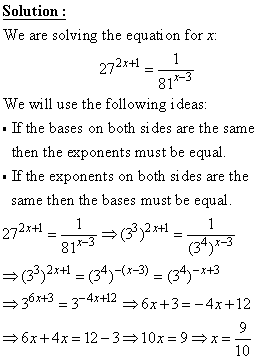 Solution :
We are solving the equation for x:
27^{2x+1} = \frac{1}{81^{x−3}}
We will use the following ideas:
▪ If the bases on both sides are the same
then the exponents must be equal.
▪ If the exponents on both sides are the
same then the bases must be equal.
27^{2x+1} = \frac{1}{81^{x−3}} ⇒ (3^3)^{2x+1} = \frac{1}{(3^4)^{x−3}}
⇒ (3^3)^{2x+1} = (3^4)^{−(x−3)} = (3^4)^{−x+3}
⇒ 3^{6x+3} = 3^{−4x+12} ⇒ 6x+3 = −4x+12
⇒ 6x+4x = 12−3 ⇒ 10x = 9 ⇒ x = \frac{9}{10}